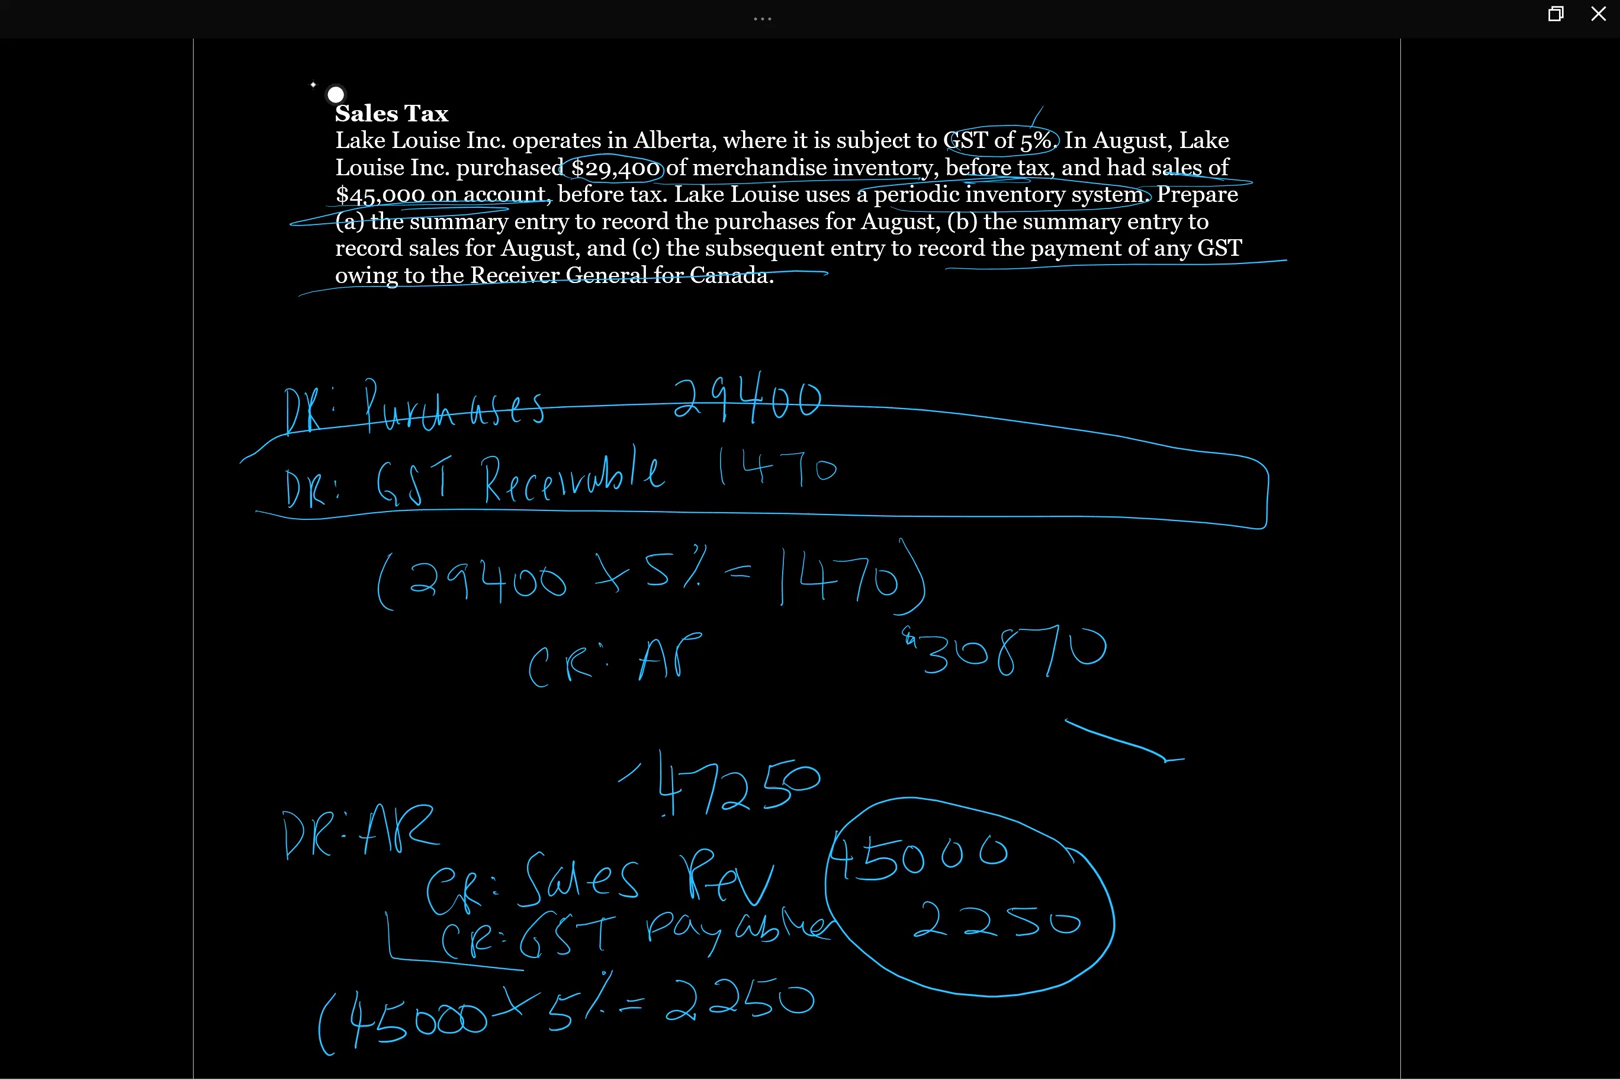 Sales Tax
Lake Louise Inc. operates in Alberta, where it is subject to GST of 5%. In August, Lake
Louise Inc. purchased $29,400 of merchandise inventory, before tax, and had sales of
$45,000 on account, before tax. Lake Louise uses a periodic inventory system. Prepare
(a) the summary entry to record the purchases for August, (b) the summary entry to
record sales for August, and (c) the subsequent entry to record the payment of any GST
owing to the Receiver General for Canada.
DR: Purchases 29400
DR: GST Receivable 1470
(29400 x 5% = 1470)
CR: AP $30870
47250
DR: AR
CR: Sales Rev 45000
CR: GST payable 2250
(45000 x 5% = 2250